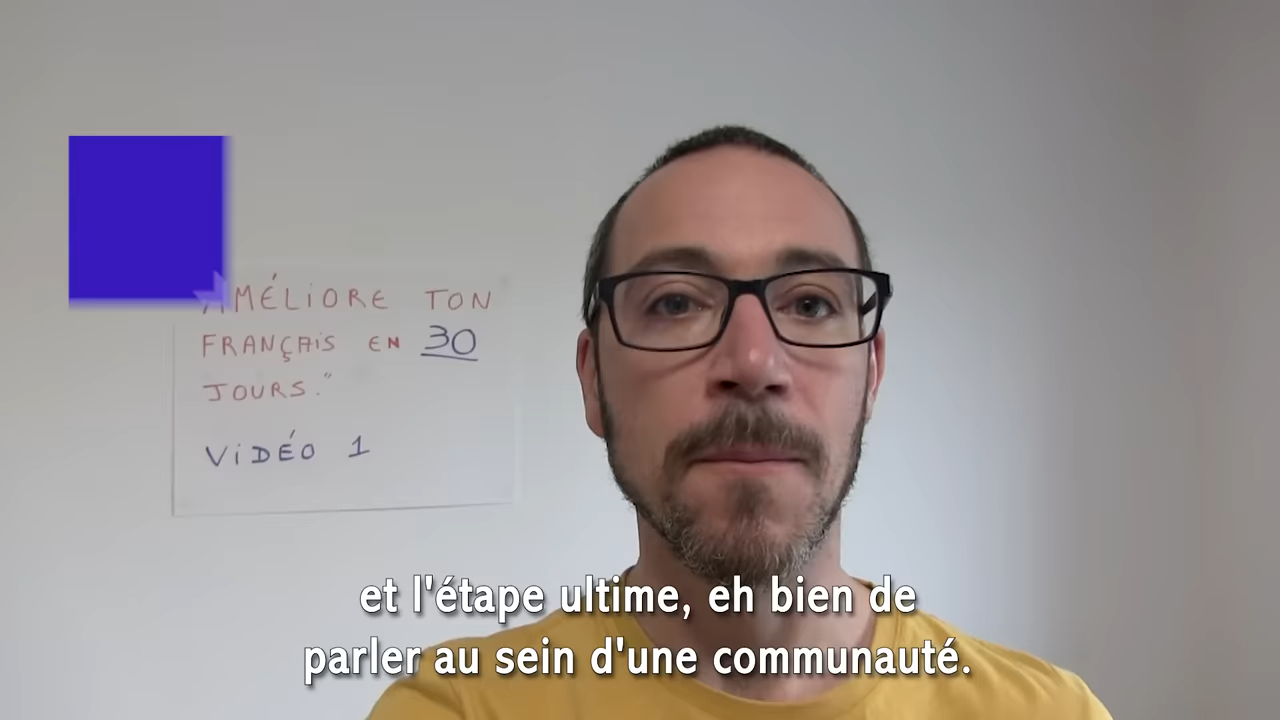 AMÉLIORE TON
FRANÇAIS EN 30
JOURS."
VIDÉO 1
et l'étape ultime, eh bien de
parler au sein d'une communauté.